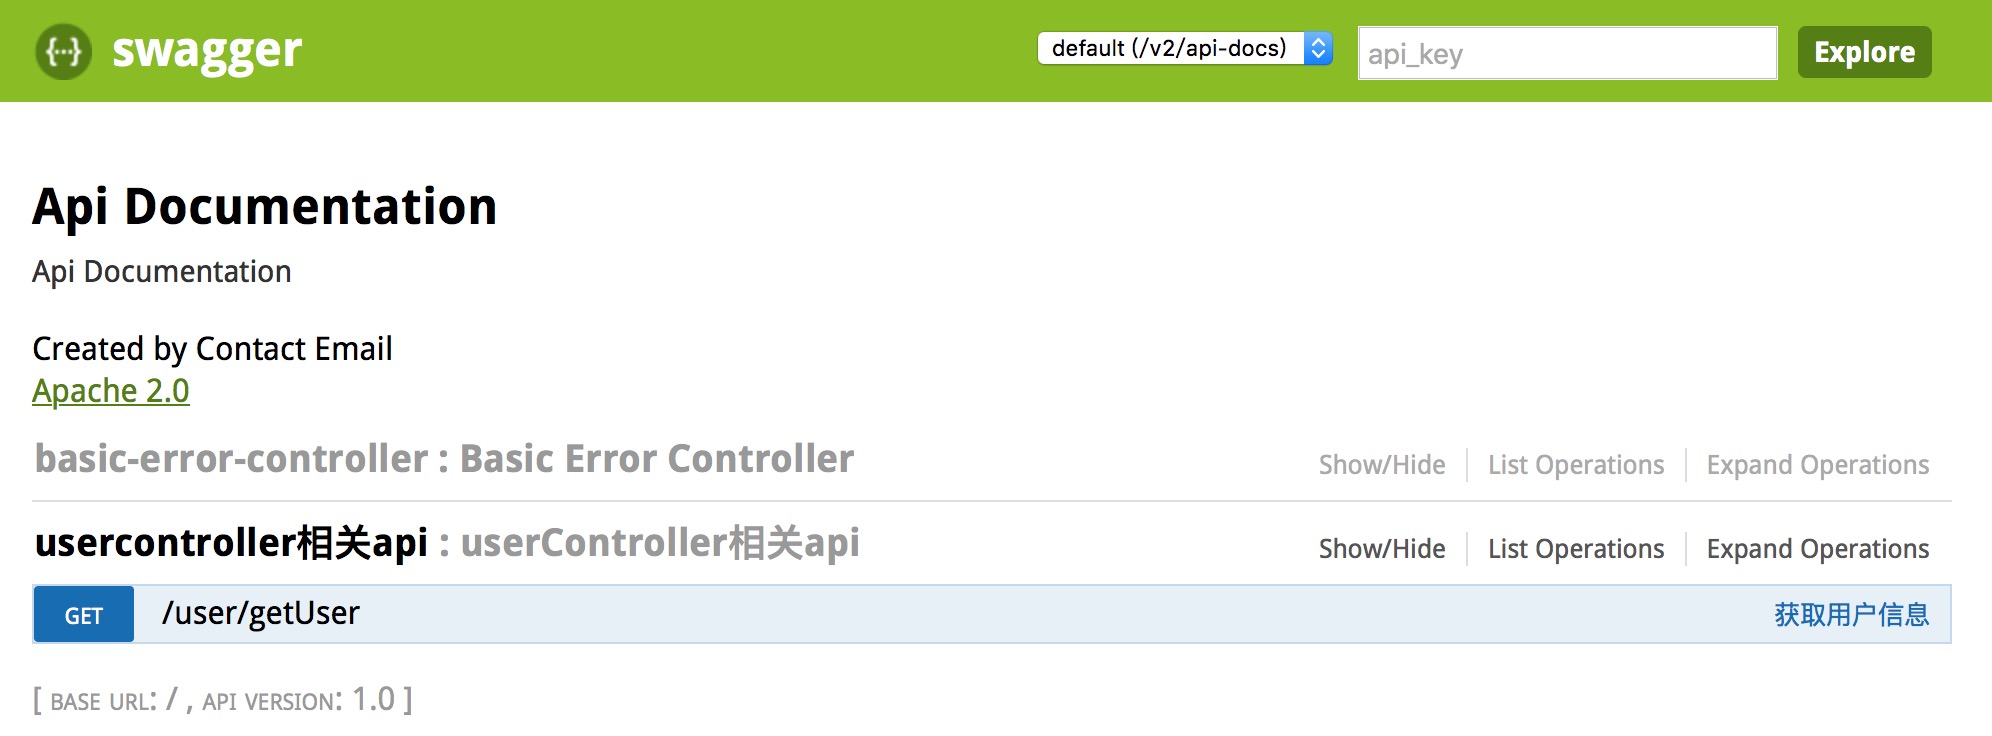 {···} swagger default (/v2/api-docs) api_key Explore
Api Documentation
Api Documentation
Created by Contact Email
Apache 2.0
basic-error-controller : Basic Error Controller Show/Hide List Operations Expand Operations
usercontroller相关api : userController相关api Show/Hide List Operations Expand Operations
GET /user/getUser 获取用户信息
[ BASE URL: / , API VERSION: 1.0 ]